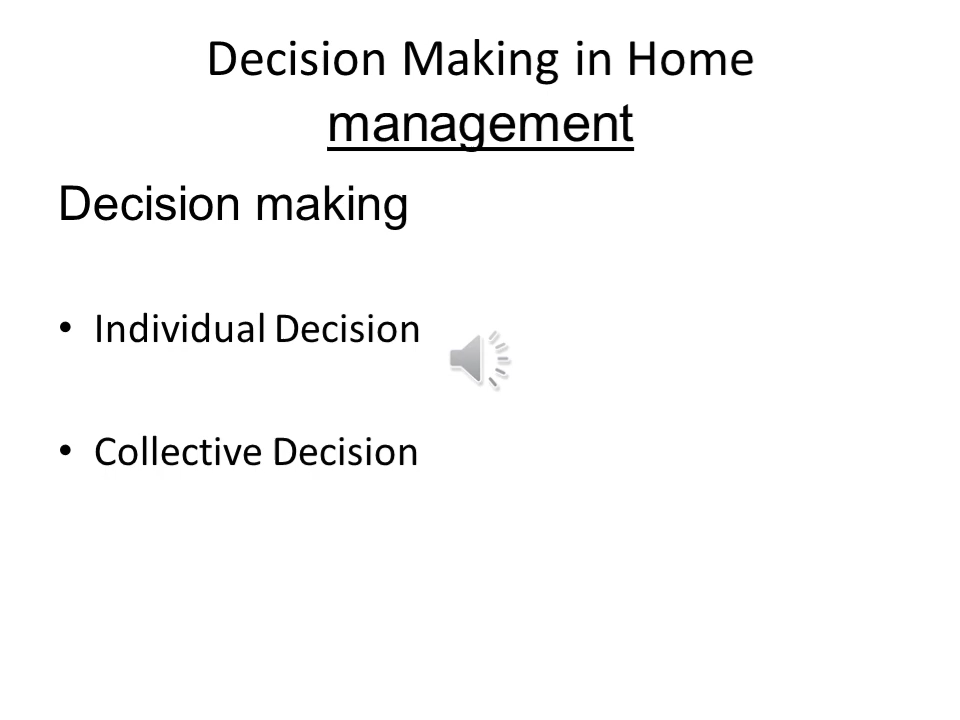 Decision Making in Home
management
Decision making
• Individual Decision
• Collective Decision